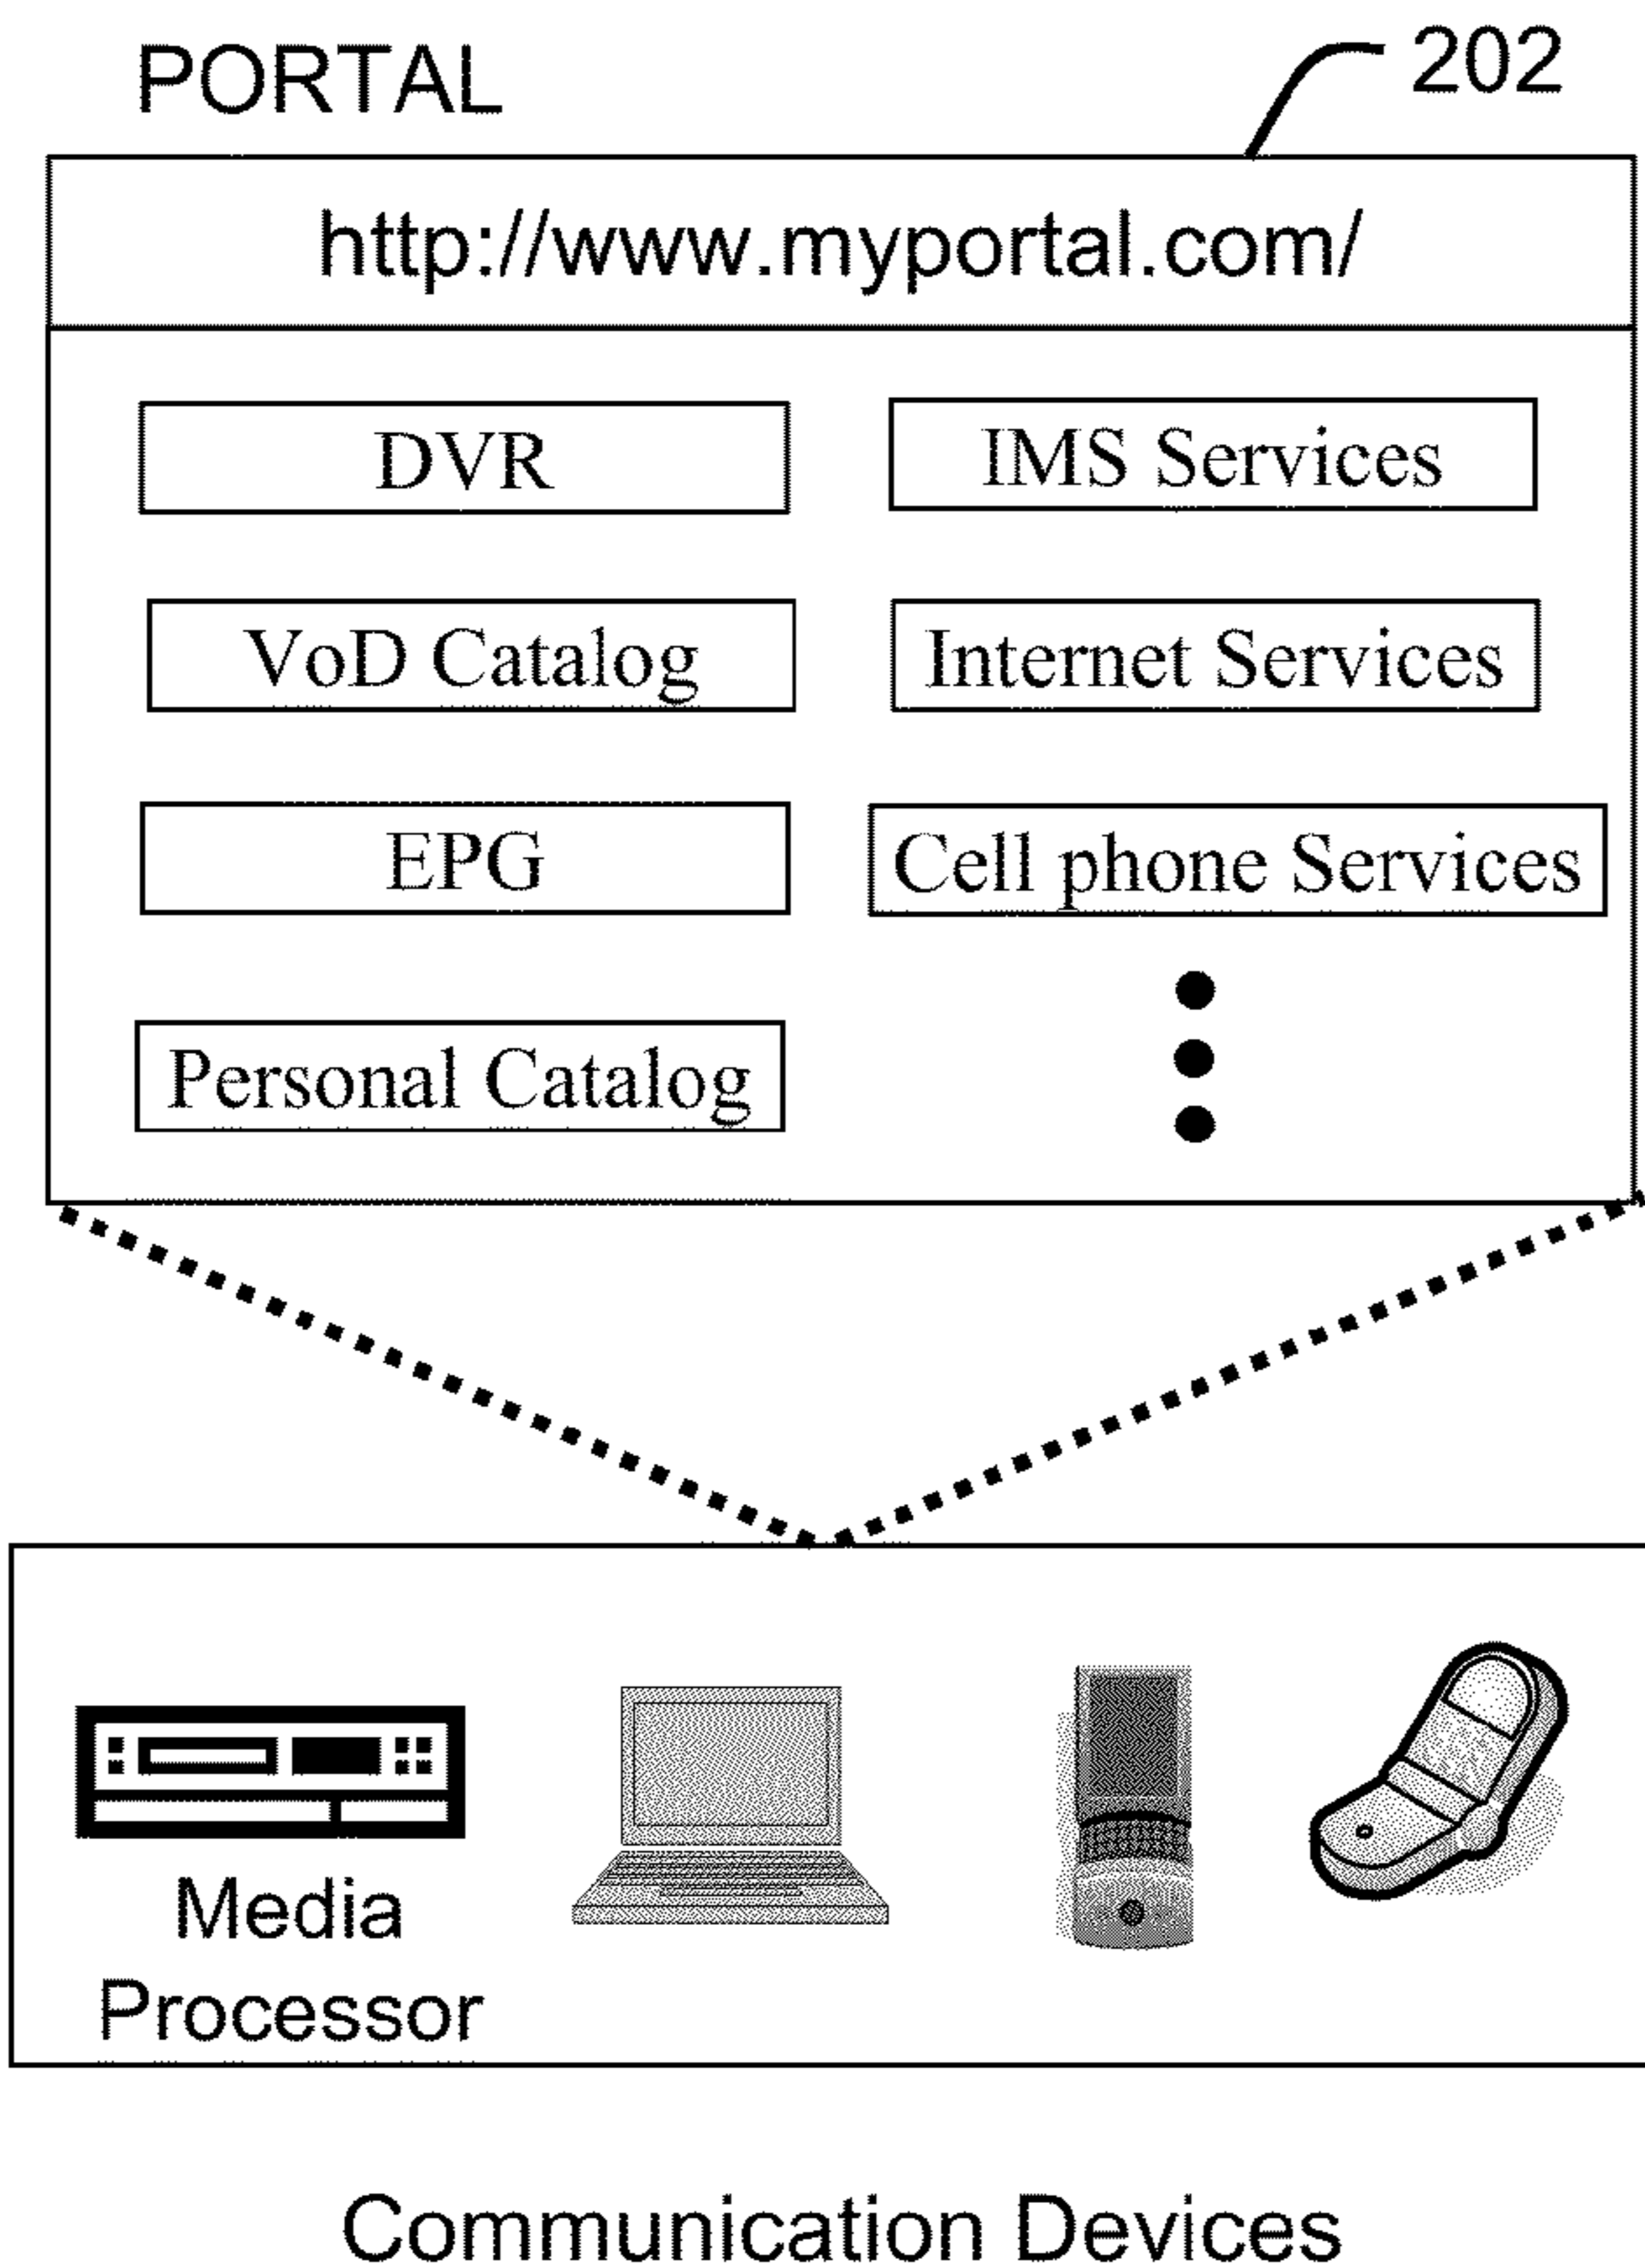 PORTAL
202
http://www.myportal.com/
DVR
IMS Services
VoD Catalog
Internet Services
EPG
Cell phone Services
Personal Catalog
Media
Processor
Communication Devices